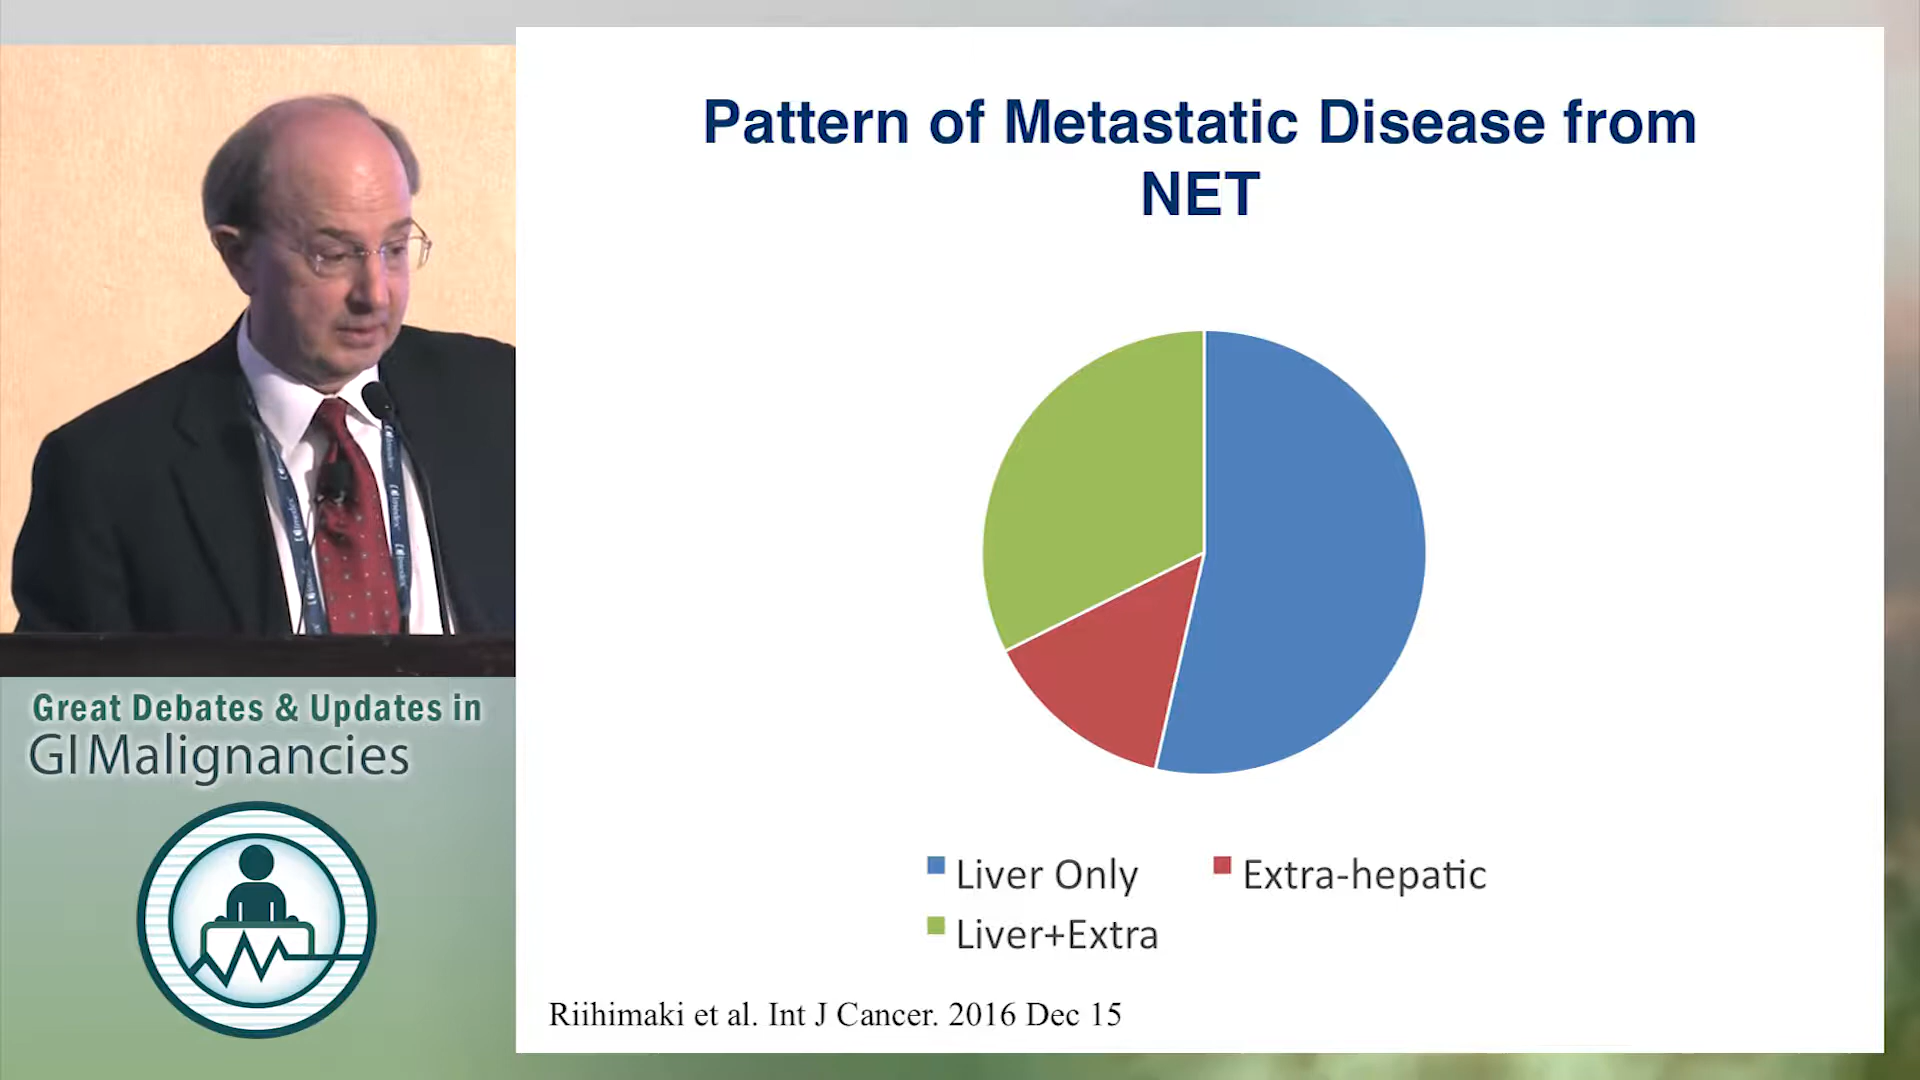 Pattern of Metastatic Disease from
NET
Liver Only
Extra-hepatic
Liver+Extra
Riihimaki et al. Int J Cancer. 2016 Dec 15
Great Debates & Updates in
GI Malignancies